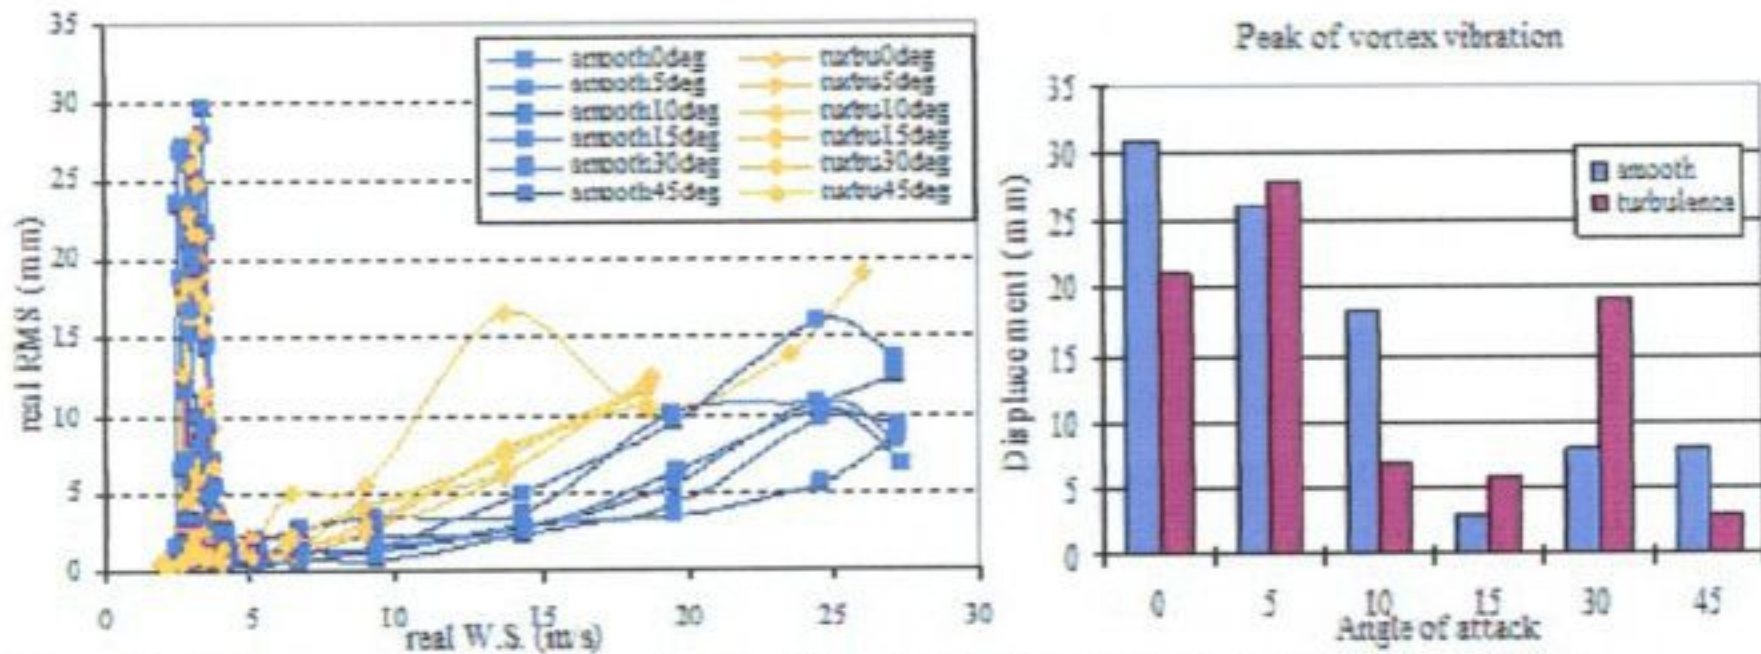 35
30
25
20
15
10
5
0
0 5 10 15 20 25 30
real RMS (mm)
real W.S. (m/s)
smooth0deg turbu0deg
smooth5deg turbu5deg
smooth10deg turbu10deg
smooth15deg turbu15deg
smooth30deg turbu30deg
smooth45deg turbu45deg
Peak of vortex vibration
35
30
25
20
15
10
5
0
0 5 10 15 30 45
Displacement (mm)
Angle of attack
smooth
turbulence